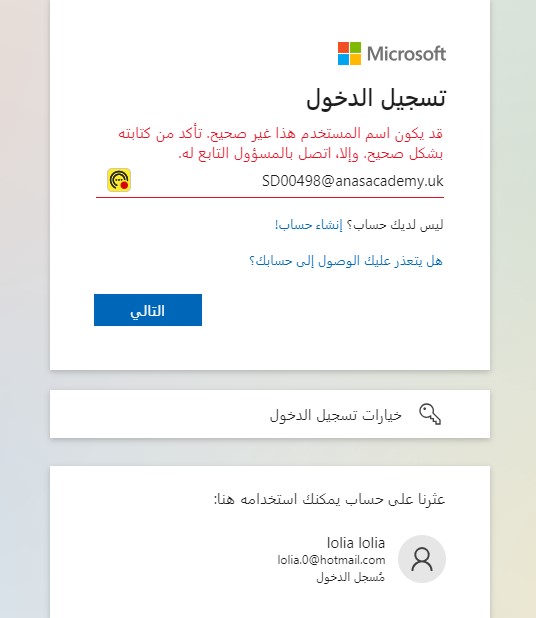 Microsoft
تسجيل الدخول
قد يكون اسم المستخدم هذا غير صحيح. تأكد من كتابته
بشكل صحيح. وإلا، اتصل بالمسؤول التابع له.
SD00498@anasacademy.uk
ليس لديك حساب؟ إنشاء حساب!
هل يتعذر عليك الوصول إلى حسابك؟
التالي
خيارات تسجيل الدخول
عثرنا على حساب يمكنك استخدامه هنا:
lolia lolia
lolia.0@hotmail.com
مُسجل الدخول